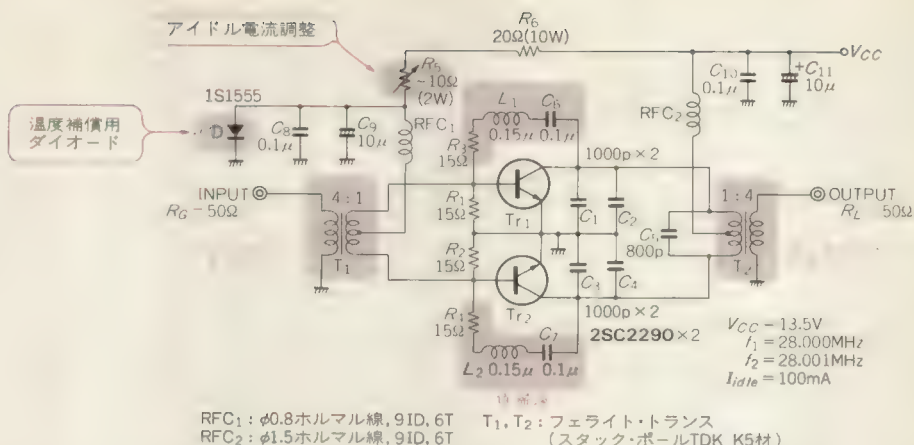 アイドル電流調整
R6
20Ω(10W)
VCC
R5
~10Ω
(2W)
C10
0.1μ
+C11
10μ
1S1555
L1
0.15μ
C6
0.1μ
RFC2
温度補償用
ダイオード
D
C8
0.1μ
C9
10μ
RFC1
R3
15Ω
1000p×2
INPUT
RG-50Ω
4:1
T1
R1
15Ω
Tr1
C1
C2
1:4
OUTPUT
RL 50Ω
800p
T2
R2
15Ω
C3
C4
Tr2
1000p×2
2SC2290×2
R1
15Ω
C7
0.1μ
L2 0.15μ
VCC-13.5V
f1=28.000MHz
f2=28.001MHz
Iidle=100mA
RFC1:φ0.8ホルマル線,9ID,6T
RFC2:φ1.5ホルマル線,9ID,6T
T1,T2:フェライト・トランス
(スタック・ポールTDK K5材)